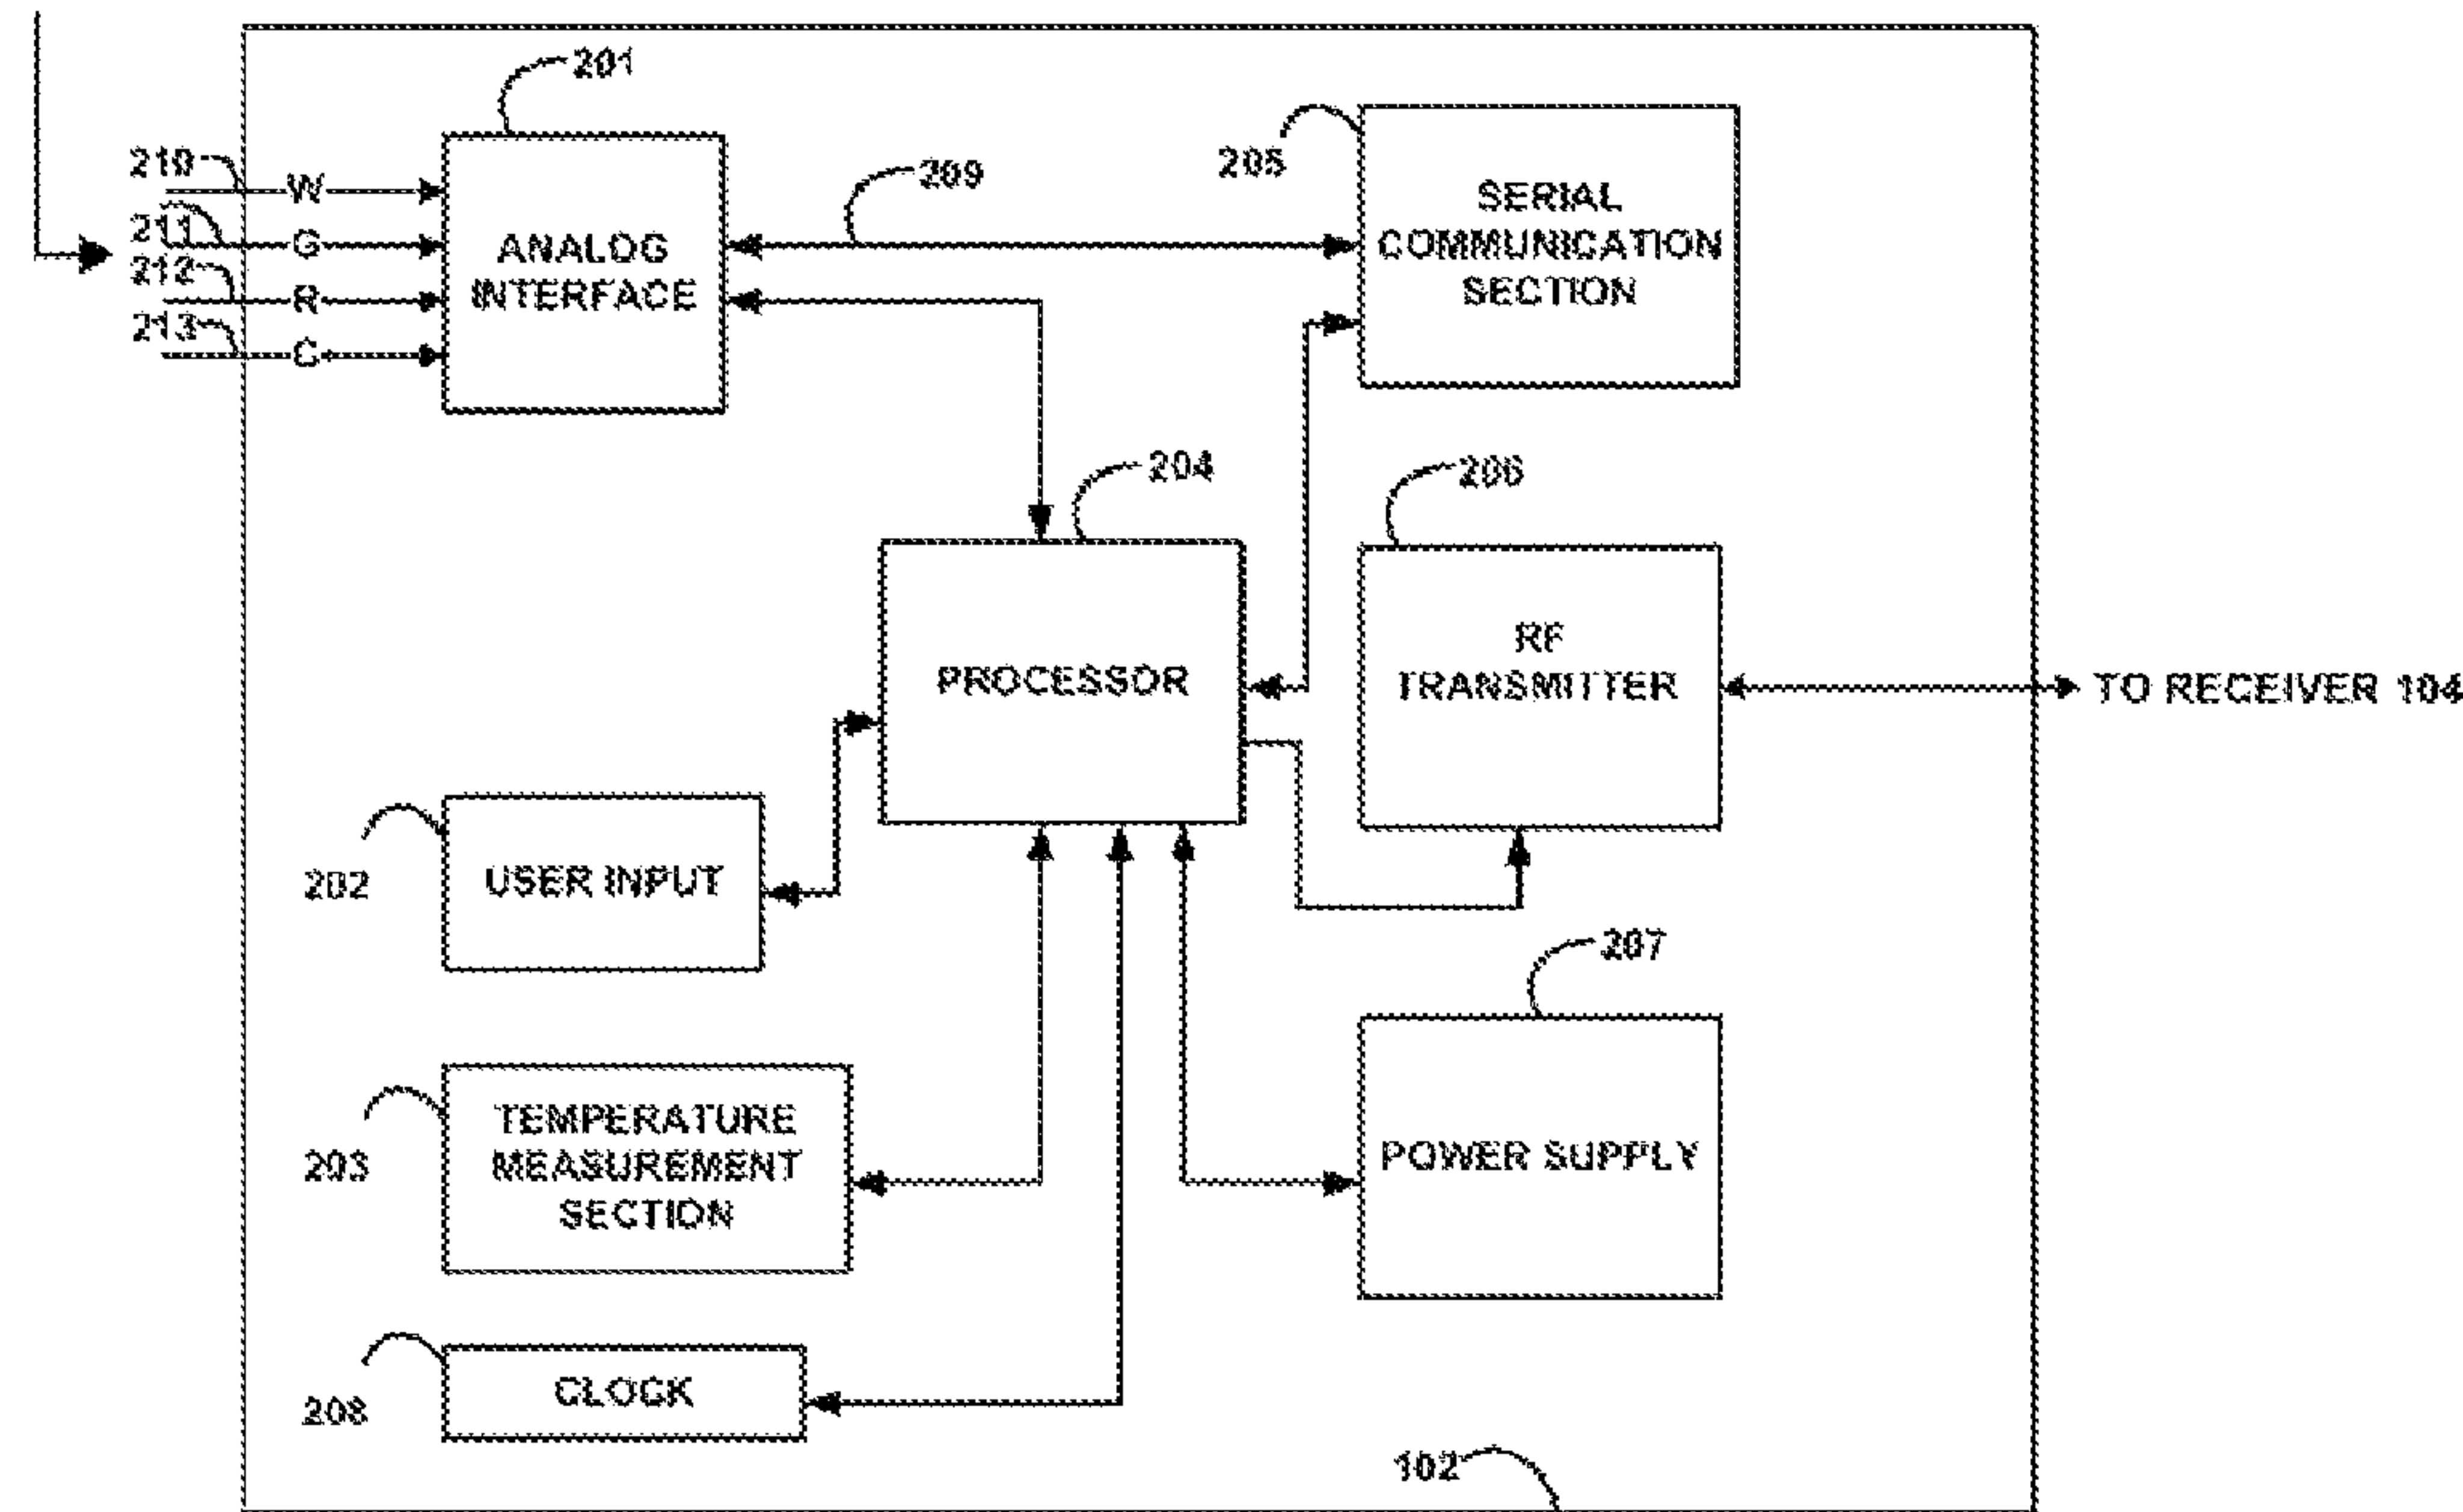 201
210
W
209
205
SERIAL
COMMUNICATION
SECTION
211
G
ANALOG
INTERFACE
212
R
213
C
204
206
PROCESSOR
RF
TRANSMITTER
TO RECEIVER 104
202
USER INPUT
207
203
TEMPERATURE
MEASUREMENT
SECTION
POWER SUPPLY
208
CLOCK
102